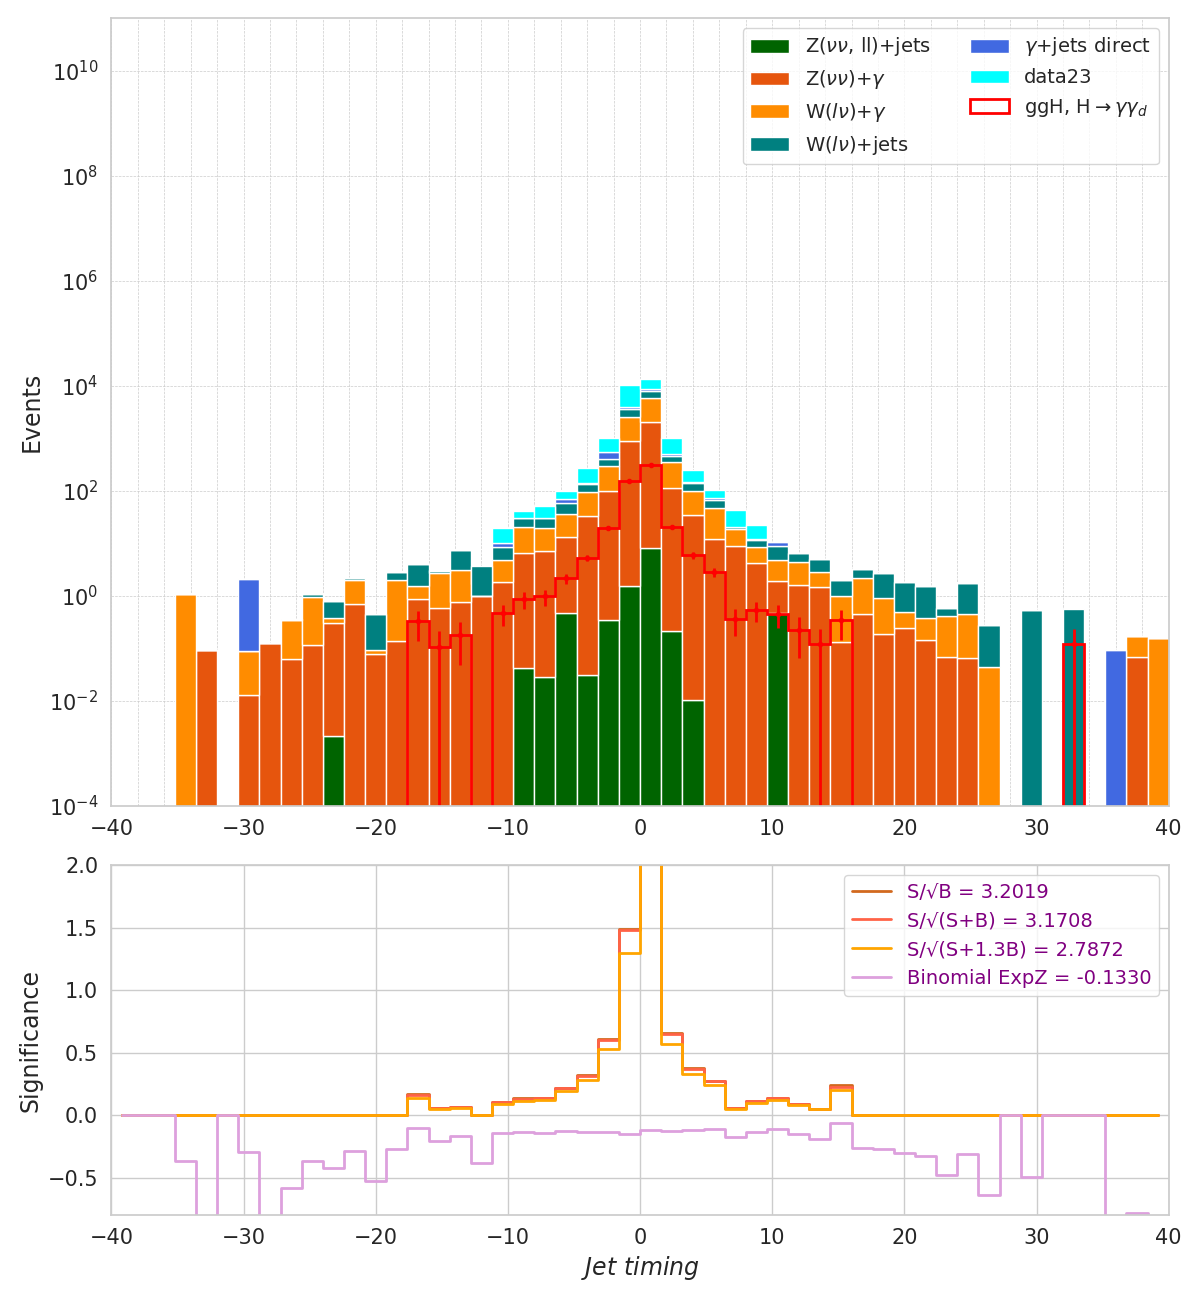 Z(νν, ll)+jets
Z(νν)+γ
W(lν)+γ
W(lν)+jets
γ+jets direct
data23
ggH, H→γγ_d
Events
10^10
10^8
10^6
10^4
10^2
10^0
10^−2
10^−4
−40 −30 −20 −10 0 10 20 30 40
S/√B = 3.2019
S/√(S+B) = 3.1708
S/√(S+1.3B) = 2.7872
Binomial ExpZ = -0.1330
Significance
2.0
1.5
1.0
0.5
0.0
−0.5
−40 −30 −20 −10 0 10 20 30 40
Jet timing